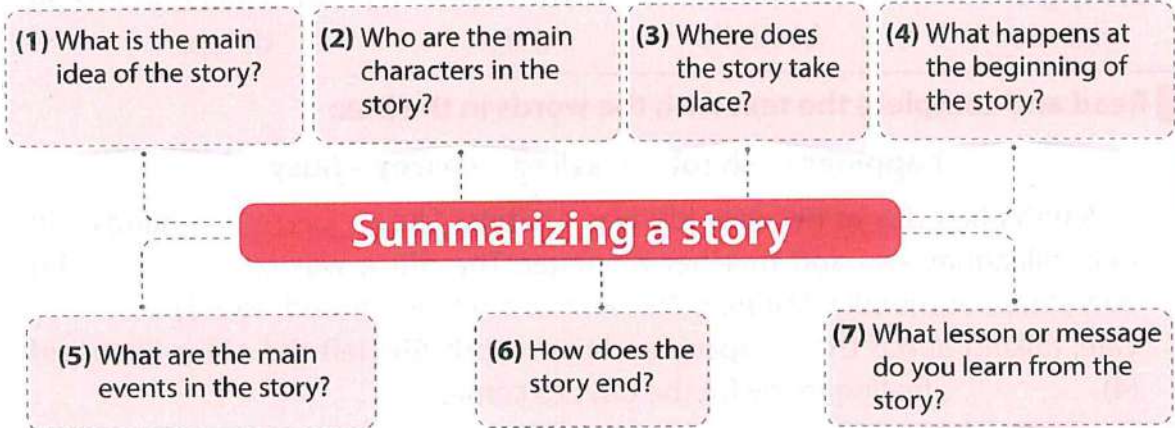 (1) What is the main
idea of the story?
(2) Who are the main
characters in the
story?
(3) Where does
the story take
place?
(4) What happens at
the beginning of
the story?
Summarizing a story
(5) What are the main
events in the story?
(6) How does the
story end?
(7) What lesson or message
do you learn from the
story?